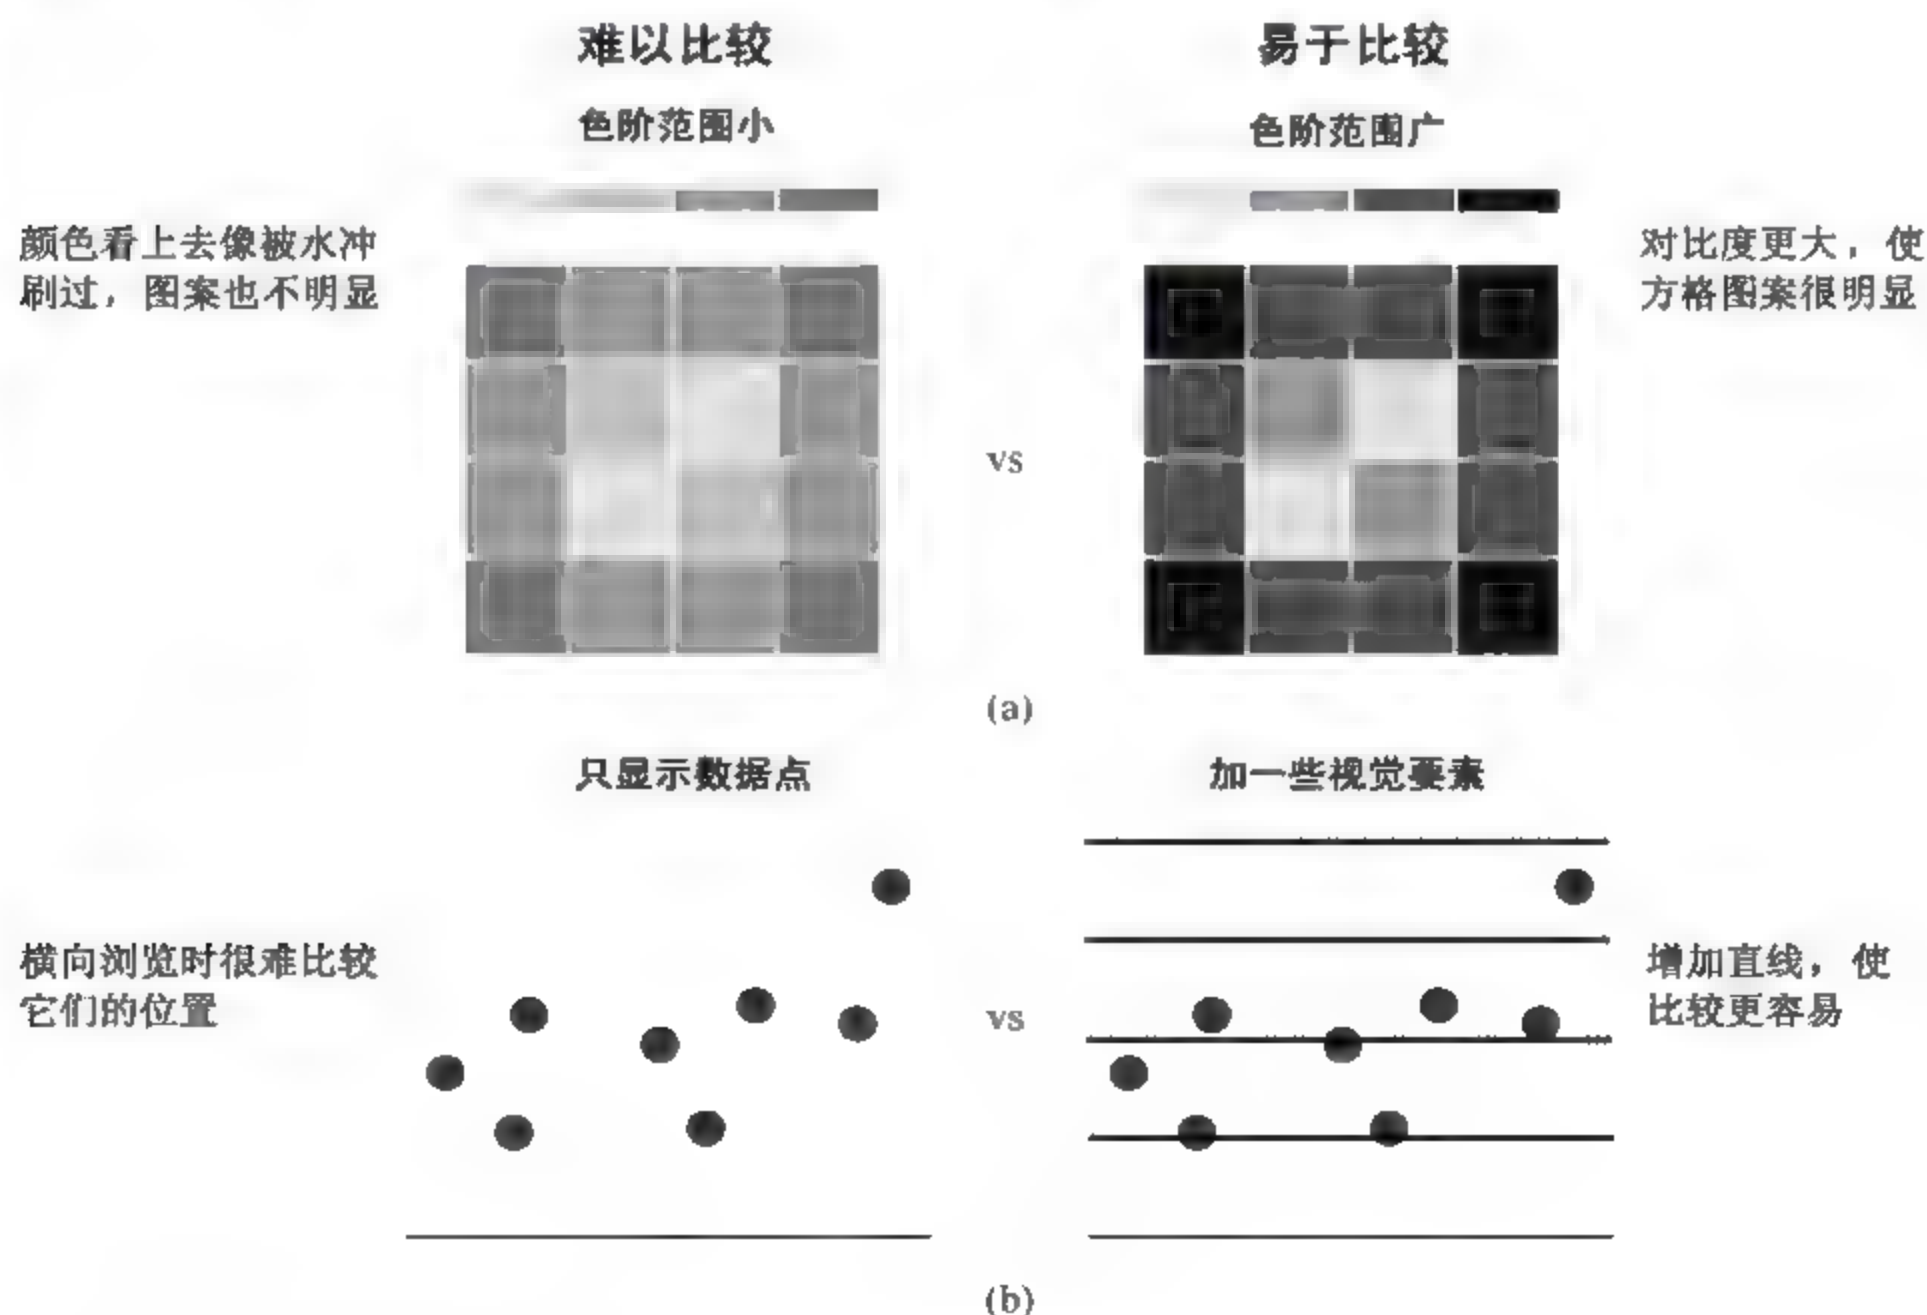 难以比较
易于比较
色阶范围小
色阶范围广
颜色看上去像被水冲
刷过，图案也不明显
对比度更大，使
方格图案很明显
vs
(a)
只显示数据点
加一些视觉要素
横向浏览时很难比较
它们的位置
vs
增加直线，使
比较更容易
(b)